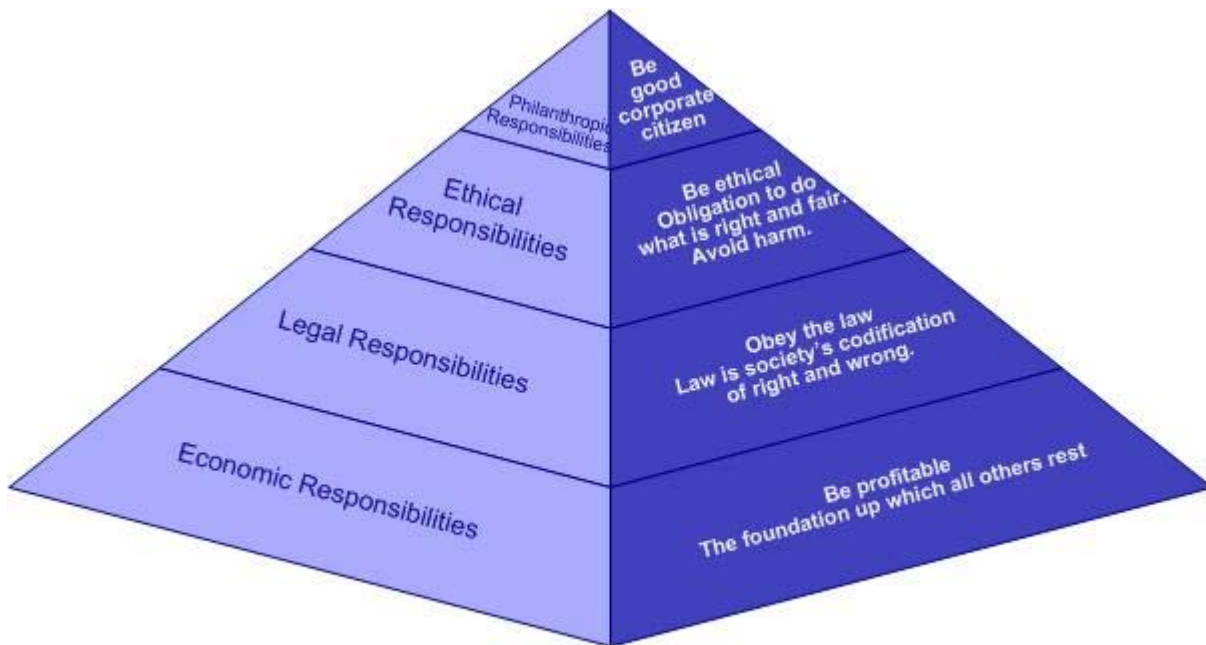 Philanthropic
Responsibilities
Be
good
corporate
citizen
Ethical
Responsibilities
Be ethical
Obligation to do
what is right and fair.
Avoid harm.
Legal Responsibilities
Obey the law
Law is society's codification
of right and wrong.
Economic Responsibilities
Be profitable
The foundation up which all others rest